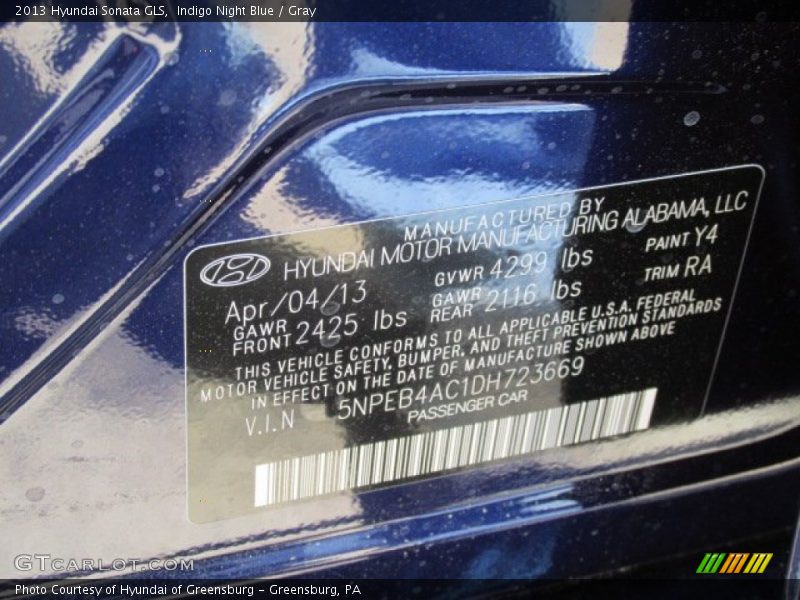 2013 Hyundai Sonata GLS, Indigo Night Blue / Gray
MANUFACTURED BY
HYUNDAI MOTOR MANUFACTURING ALABAMA, LLC
Apr/04/13 GVWR 4299 lbs PAINT Y4
GAWR FRONT 2425 lbs GAWR REAR 2116 lbs TRIM RA
THIS VEHICLE CONFORMS TO ALL APPLICABLE U.S.A. FEDERAL
MOTOR VEHICLE SAFETY, BUMPER, AND THEFT PREVENTION STANDARDS
IN EFFECT ON THE DATE OF MANUFACTURE SHOWN ABOVE
V.I.N 5NPEB4AC1DH723669
PASSENGER CAR
GTCARLOT.COM
Photo Courtesy of Hyundai of Greensburg - Greensburg, PA